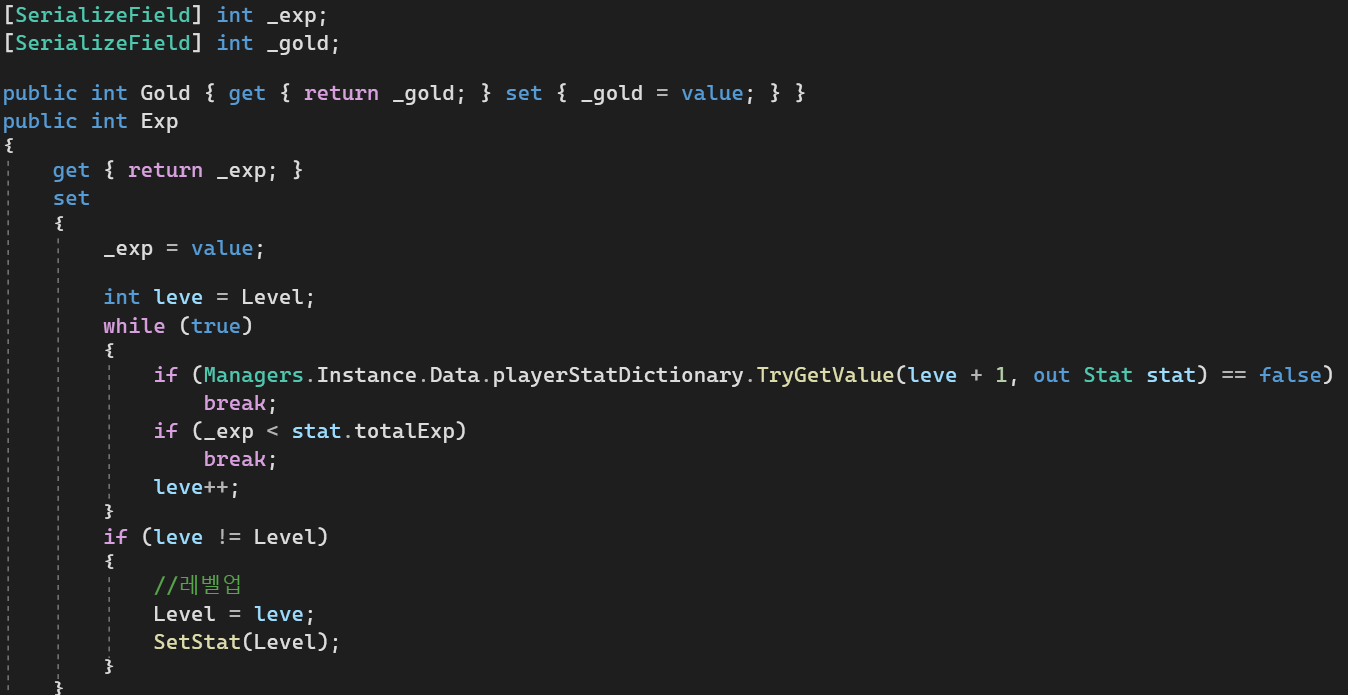 [SerializeField] int _exp;
[SerializeField] int _gold;
public int Gold { get { return _gold; } set { _gold = value; } }
public int Exp
{
get { return _exp; }
set
{
_exp = value;
int leve = Level;
while (true)
{
if (Managers.Instance.Data.playerStatDictionary.TryGetValue(leve + 1, out Stat stat) == false)
break;
if (_exp < stat.totalExp)
break;
leve++;
}
if (leve != Level)
{
//레벨업
Level = leve;
SetStat(Level);
}
}